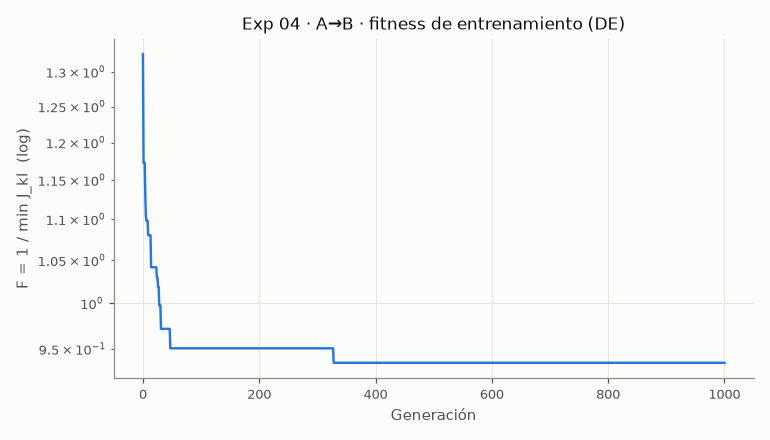 Exp 04 · A→B · fitness de entrenamiento (DE)
F = 1 / min J_kl (log)
1.3 × 10⁰
1.25 × 10⁰
1.2 × 10⁰
1.15 × 10⁰
1.1 × 10⁰
1.05 × 10⁰
10⁰
9.5 × 10⁻¹
0 200 400 600 800 1000
Generación